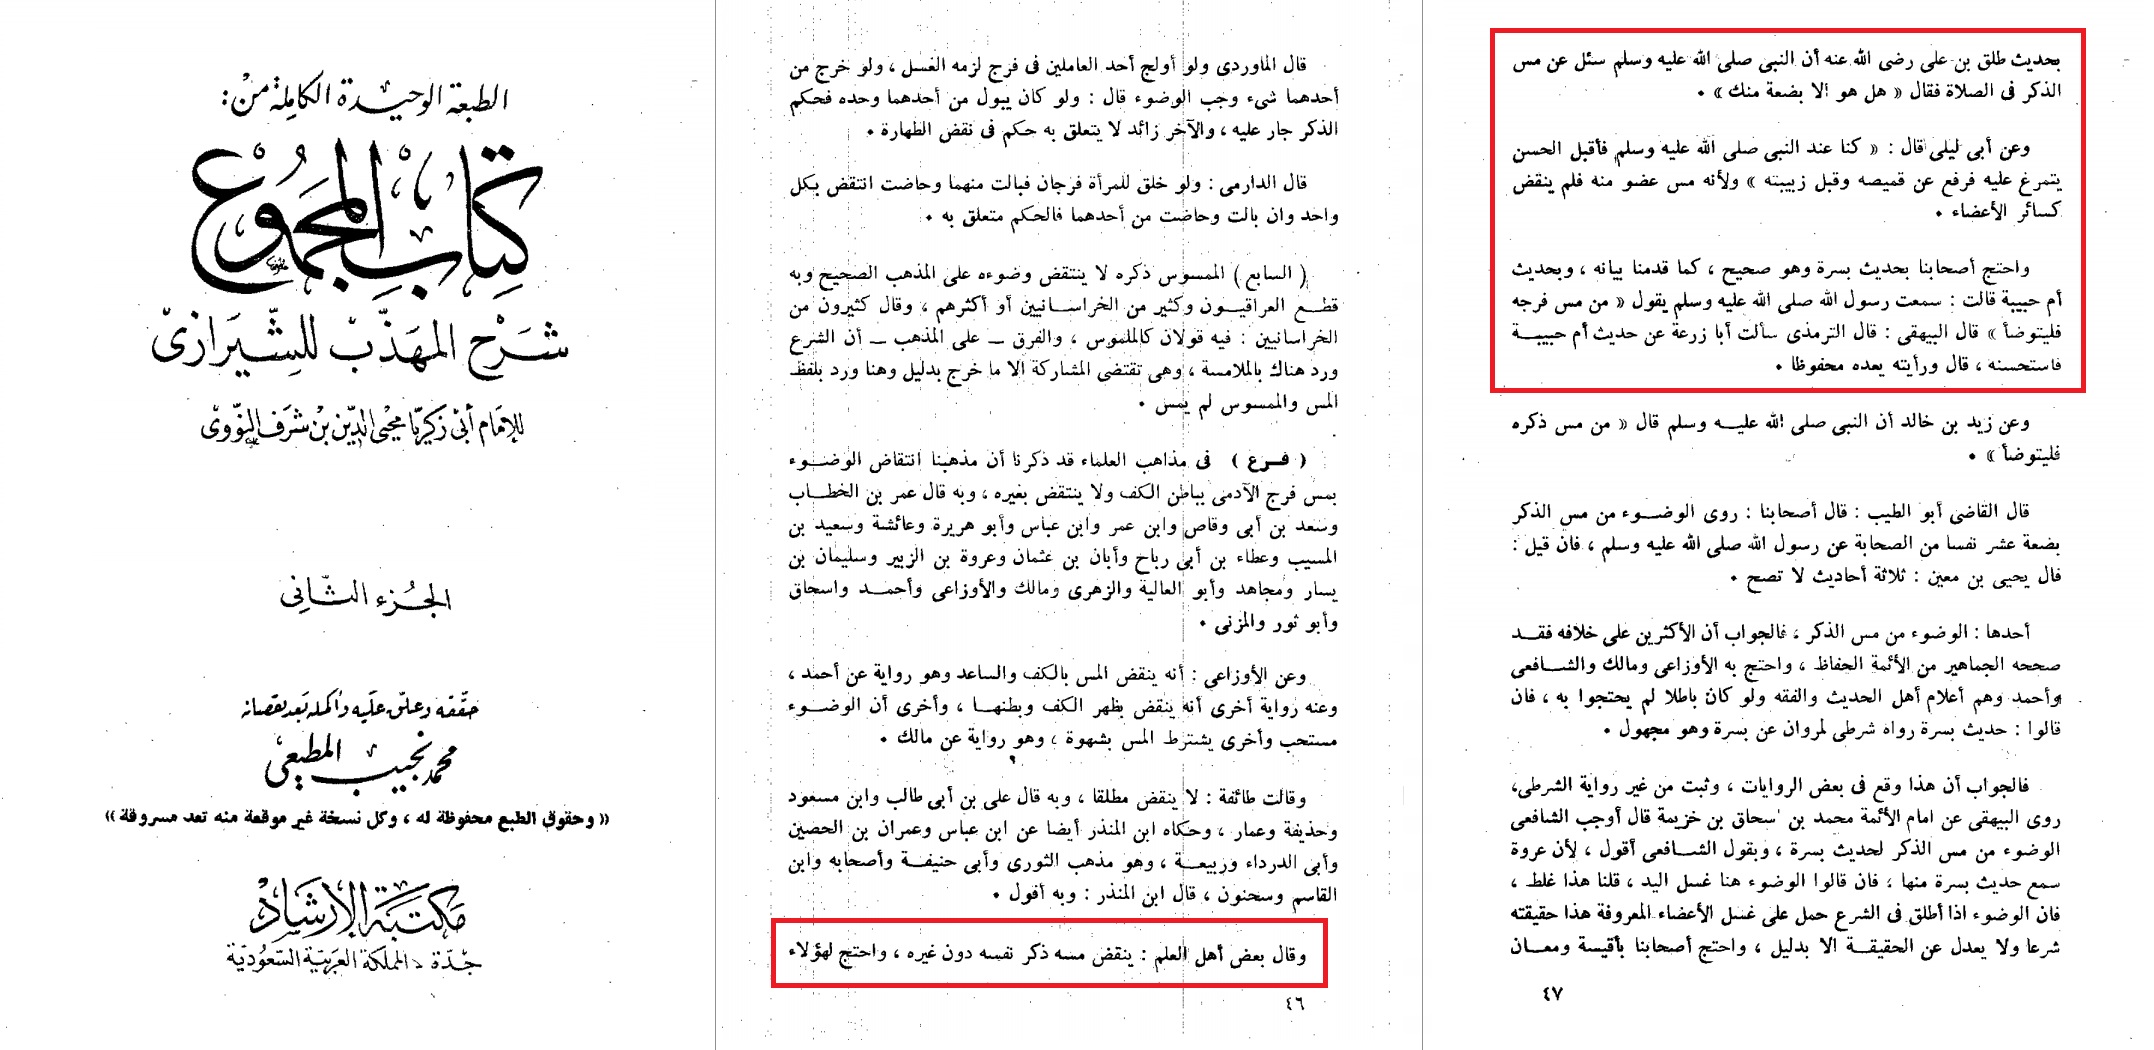 الطبعة الوحيدة الكاملة من:
كتاب المجموع
شرح المهذب للشيرازي
للإمام أبي زكريا محيي الدين بن شرف النووي
الجزء الثاني
حققه وعلق عليه وأكمله بعد نقصانه
محمد نجيب المطيعي
« وحقوق الطبع محفوظة له ، وكل نسخة غير موقعة منه تعد مسروقة »
مكتبة الإرشاد
جدة - المملكة العربية السعودية
قال الماوردى ولو أولج أحد العاملين فى فرج لزمه الغسل ، ولو خرج من
أحدهما شىء وجب الوضوء قال : ولو كان يبول من أحدهما وحده فحكم
الذكر جار عليه ، والآخر زائد لا يتعلق به حكم فى نقض الطهارة .
قال الدارمى : ولو خلق للمرأة فرجان فبالت منهما وحاضت انتقض بكل
واحد وان بالت وحاضت من أحدهما فالحكم متعلق به .
( السابع ) الممسوس ذكره لا ينتقض وضوءه على المذهب الصحيح وبه
قطع العراقيون وكثير من الخراسانيين أو أكثرهم ، وقال كثيرون من
الخراسانيين : فيه قولان كالملموس ، والفرق ــ على المذهب ــ أن الشرع
ورد هناك بالملامسة ، وهى تقتضى المشاركة الا ما خرج بدليل وهنا ورد بلفظ
المس والممسوس لم يمس .
( فرع ) فى مذاهب العلماء قد ذكرنا أن مذهبنا انتقاض الوضوء
بمس فرج الآدمى بباطن الكف ولا ينتقض بغيره ، وبه قال عمر بن الخطاب
وسعد بن أبى وقاص وابن عمر وابن عباس وأبو هريرة وعائشة وسعيد بن
المسيب وعطاء بن أبى رباح وأبان بن عثمان وعروة بن الزبير وسليمان بن
يسار ومجاهد وأبو العالية والزهرى ومالك والأوزاعى وأحمد واسحاق
وأبو ثور والمزنى .
وعن الأوزاعى : أنه ينقض المس بالكف والساعد وهو رواية عن أحمد ،
وعنه رواية أخرى أنه ينقض بظهر الكف وبطنها ، وأخرى أن الوضوء
مستحب وأخرى يشترط المس بشهوة ، وهو رواية عن مالك .
وقالت طائفة : لا ينقض مطلقا ، وبه قال على بن أبى طالب وابن مسعود
وحذيفة وعمار ، وحكاه ابن المنذر أيضا عن ابن عباس وعمران بن الحصين
وأبى الدرداء وربيعة ، وهو مذهب الثورى وأبى حنيفة وأصحابه وابن
القاسم وسحنون ، قال ابن المنذر : وبه أقول .
وقال بعض أهل العلم : ينقض مسه ذكر نفسه دون غيره ، واحتج لهؤلاء
٤٦
بحديث طلق بن على رضى الله عنه أن النبى صلى الله عليه وسلم سئل عن مس
الذكر فى الصلاة فقال « هل هو الا بضعة منك » .
وعن أبى ليلى قال : « كنا عند النبى صلى الله عليه وسلم فأقبل الحسن
يتمرغ عليه فرفع عن قميصه وقبل زبيبته » ولأنه مس عضو منه فلم ينقض
كسائر الأعضاء .
واحتج أصحابنا بحديث بسرة وهو صحيح ، كما قدمنا بيانه ، وبحديث
أم حبيبة قالت : سمعت رسول الله صلى الله عليه وسلم يقول « من مس فرجه
فليتوضأ » قال البيهقى : قال الترمذى سألت أبا زرعة عن حديث أم حبيبة
فاستحسنه ، قال ورأيته يعده محفوظا .
وعن زيد بن خالد أن النبى صلى الله عليه وسلم قال « من مس ذكره
فليتوضأ » .
قال القاضى أبو الطيب : قال أصحابنا : روى الوضوء من مس الذكر
بضعة عشر نفسا من الصحابة عن رسول الله صلى الله عليه وسلم ، فان قيل :
قال يحيى بن معين : ثلاثة أحاديث لا تصح .
أحدها : الوضوء من مس الذكر ، فالجواب أن الأكثرين على خلافه فقد
صححه الجماهير من الأئمة الحفاظ ، واحتج به الأوزاعى ومالك والشافعى
وأحمد وهم أعلام أهل الحديث والفقه ولو كان باطلا لم يحتجوا به ، فان
قالوا : حديث بسرة رواه شرطى لمروان عن بسرة وهو مجهول .
فالجواب أن هذا وقع فى بعض الروايات ، وثبت من غير رواية الشرطى،
روى البيهقى عن امام الأئمة محمد بن اسحاق بن خزيمة قال أوجب الشافعى
الوضوء من مس الذكر لحديث بسرة ، وبقول الشافعى أقول ، لأن عروة
سمع حديث بسرة منها ، فان قالوا الوضوء هنا غسل اليد ، قلنا هذا غلط ،
فان الوضوء اذا أطلق فى الشرع حمل على غسل الأعضاء المعروفة هذا حقيقته
شرعا ولا يعدل عن الحقيقة الا بدليل ، واحتج أصحابنا بأقيسة ومعان
٤٧